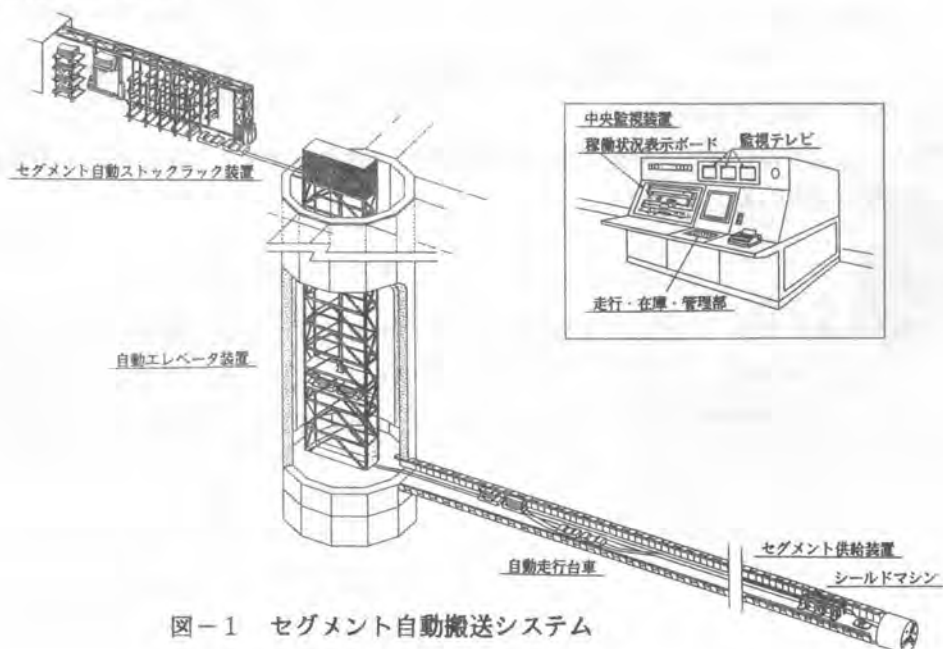 中央監視装置
稼働状況表示ボード
監視テレビ
走行・在庫・管理部
セグメント自動ストックラック装置
自動エレベータ装置
自動走行台車
セグメント供給装置
シールドマシン
図－1 セグメント自動搬送システム